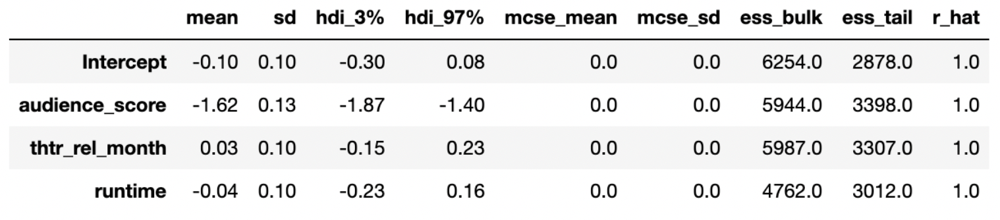 mean sd hdi_3% hdi_97% mcse_mean mcse_sd ess_bulk ess_tail r_hat
Intercept -0.10 0.10 -0.30 0.08 0.0 0.0 6254.0 2878.0 1.0
audience_score -1.62 0.13 -1.87 -1.40 0.0 0.0 5944.0 3398.0 1.0
thtr_rel_month 0.03 0.10 -0.15 0.23 0.0 0.0 5987.0 3307.0 1.0
runtime -0.04 0.10 -0.23 0.16 0.0 0.0 4762.0 3012.0 1.0